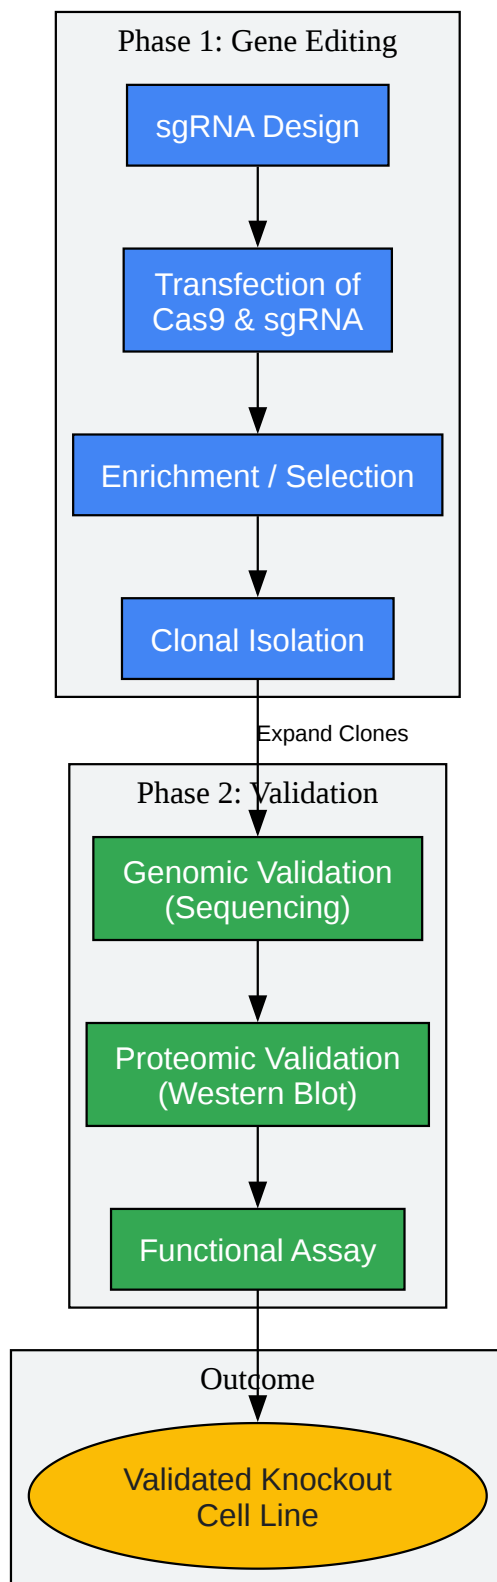 Phase 1: Gene Editing
sgRNA Design
Transfection of
Cas9 & sgRNA
Enrichment / Selection
Clonal Isolation
Expand Clones
Phase 2: Validation
Genomic Validation
(Sequencing)
Proteomic Validation
(Western Blot)
Functional Assay
Outcome
Validated Knockout
Cell Line